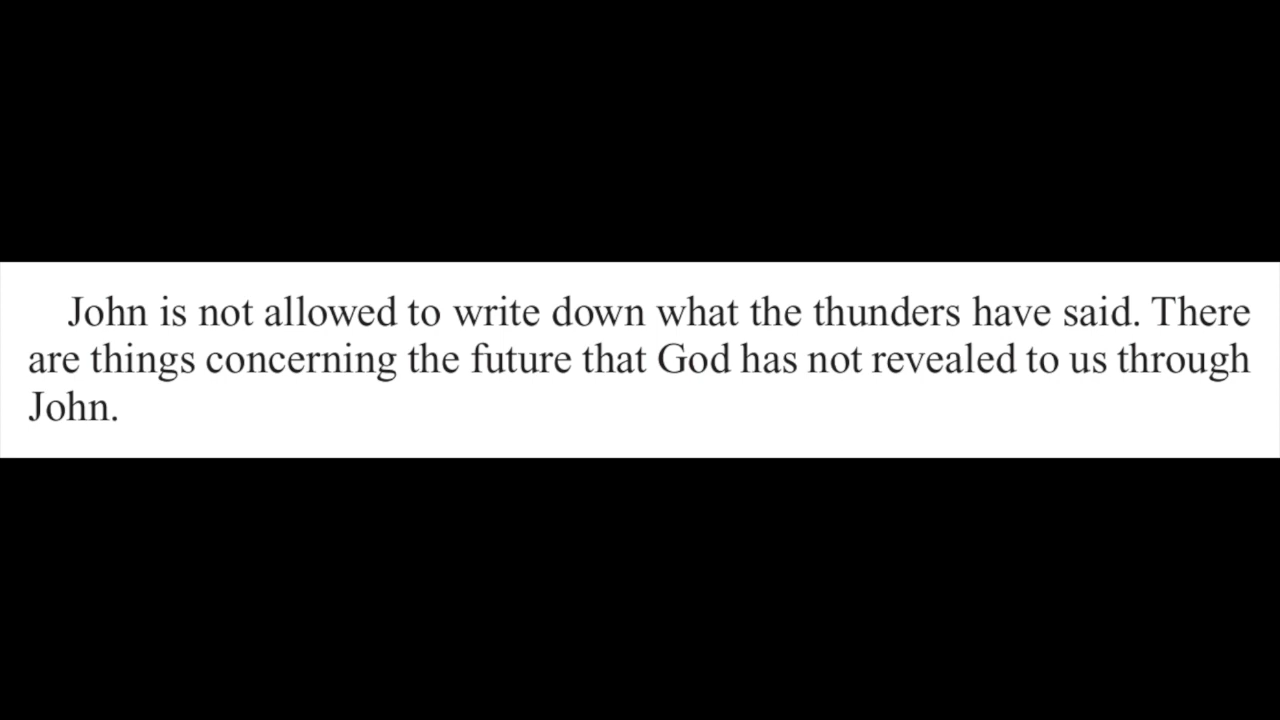 John is not allowed to write down what the thunders have said. There
are things concerning the future that God has not revealed to us through
John.